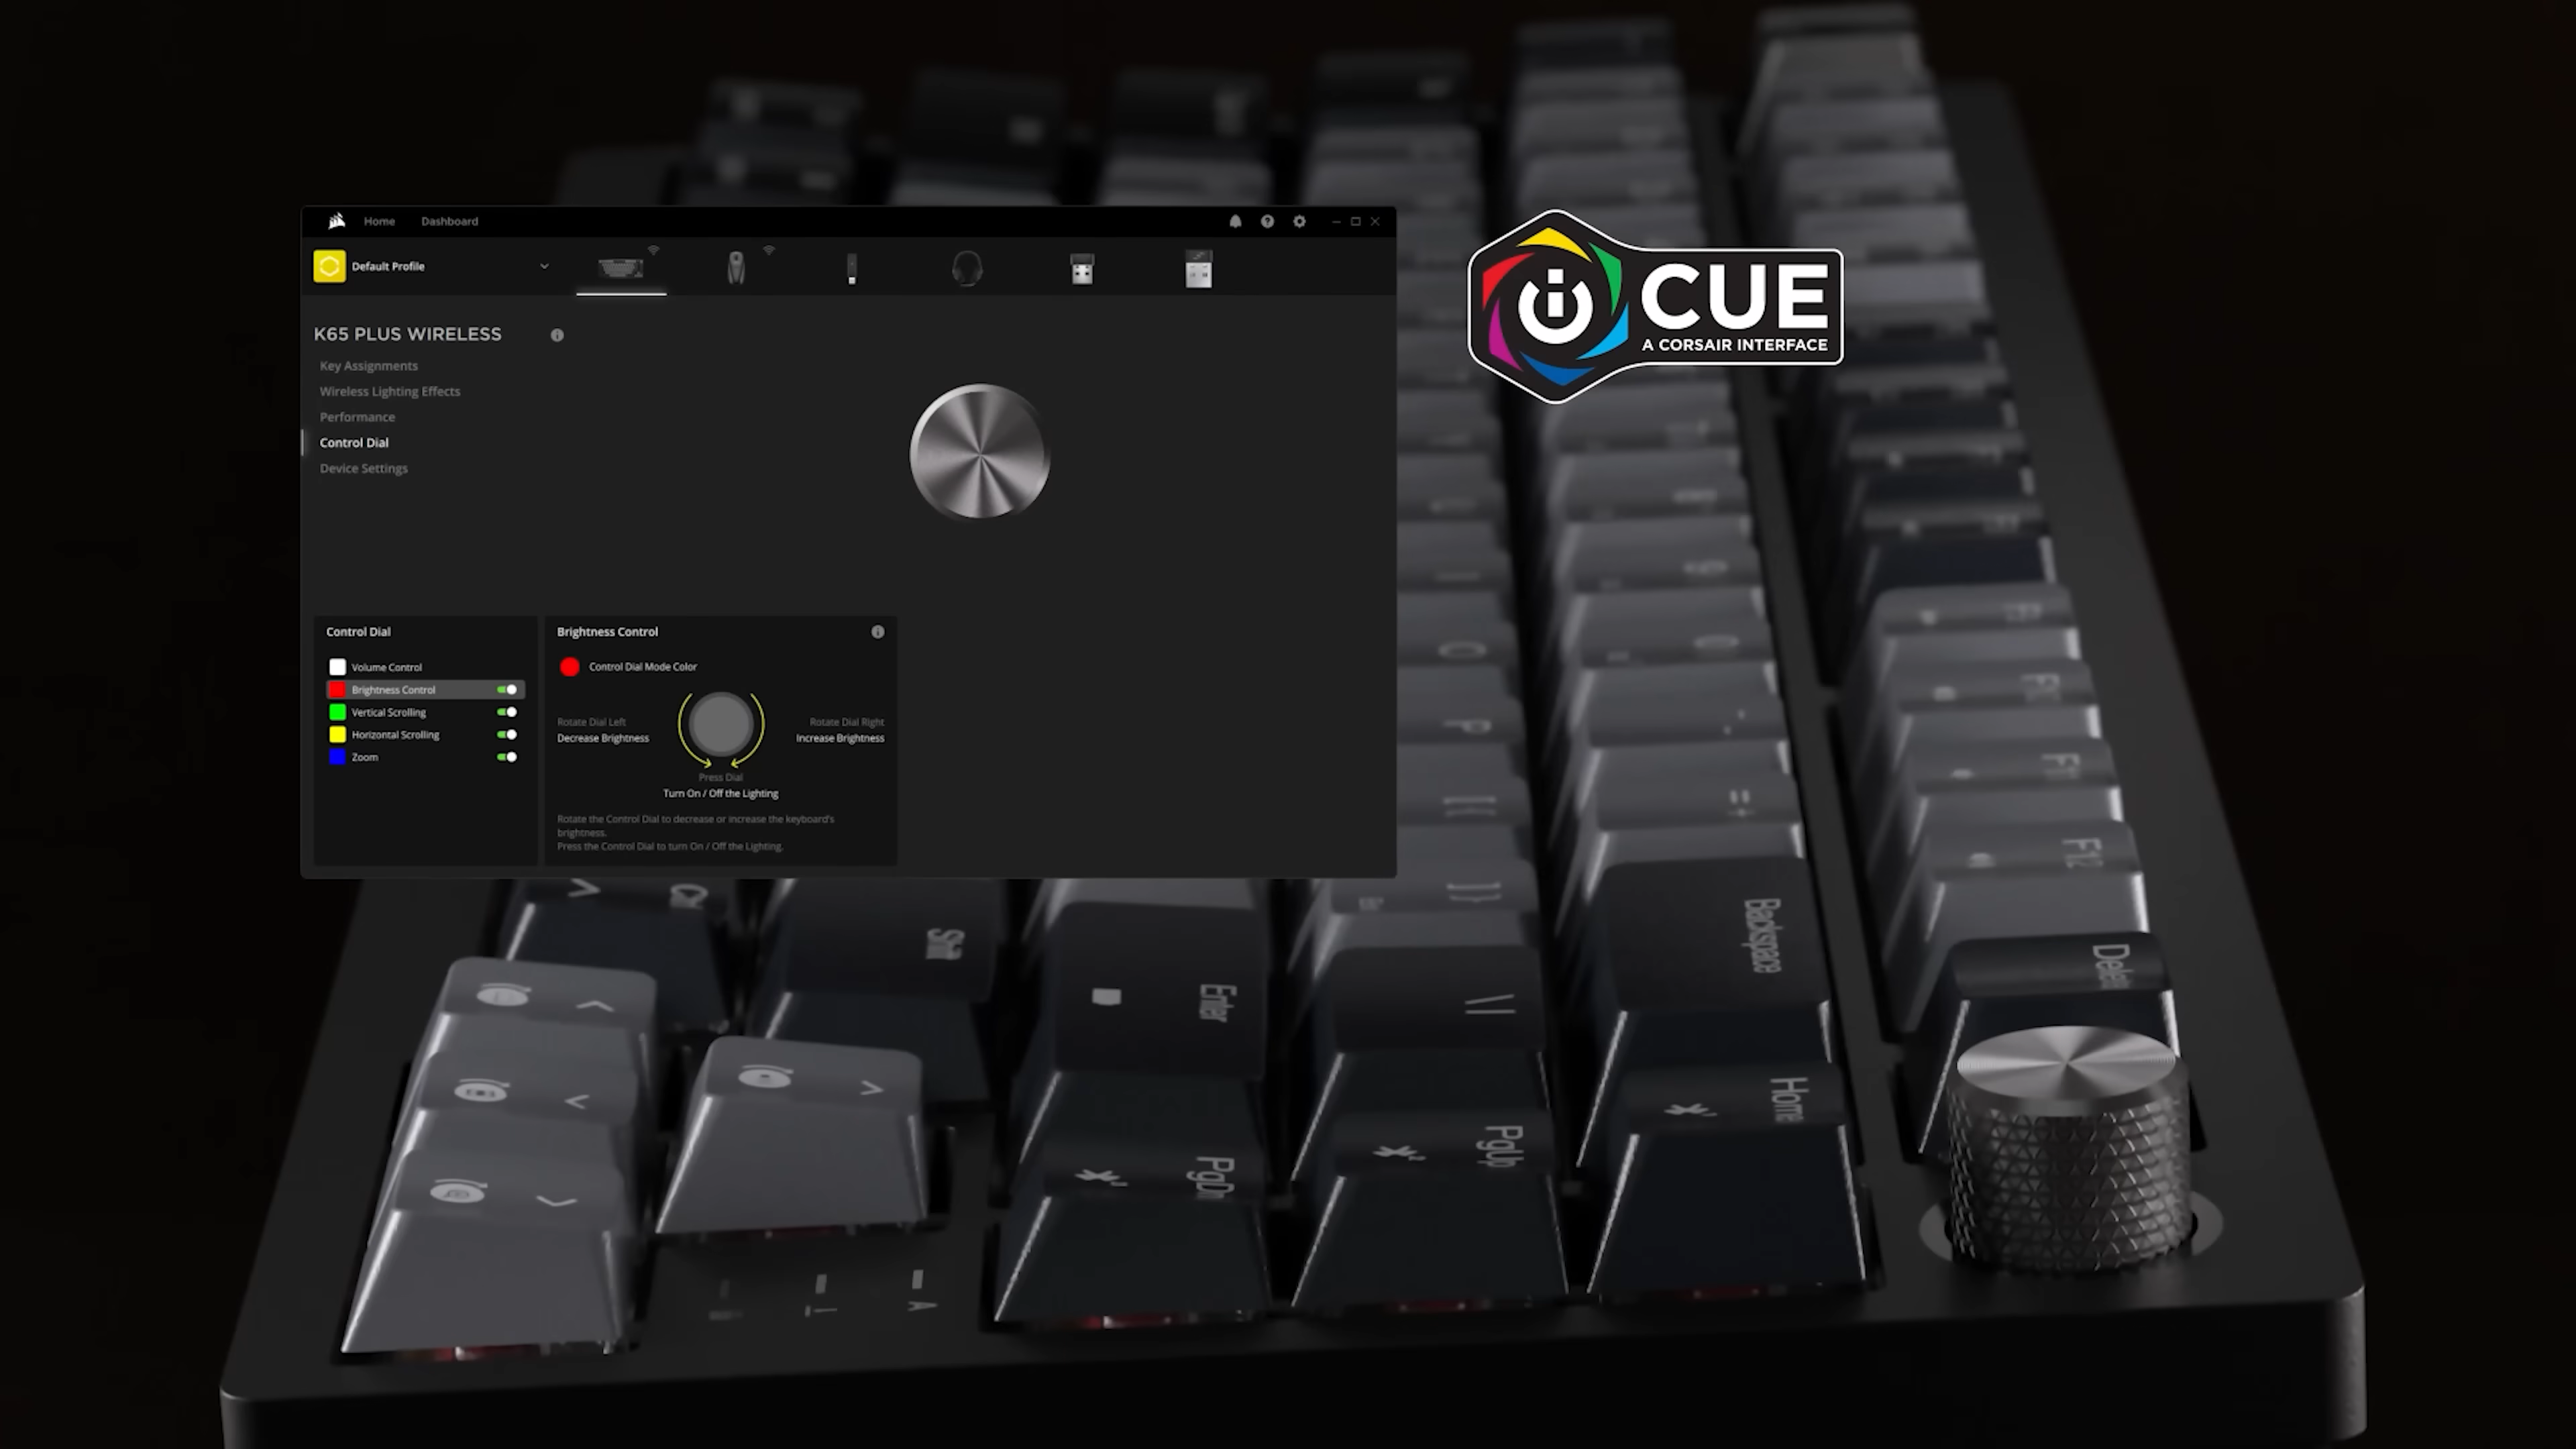 Home Dashboard
Default Profile
K65 PLUS WIRELESS
Key Assignments
Wireless Lighting Effects
Performance
Control Dial
Device Settings
Control Dial
Volume Control
Brightness Control
Vertical Scrolling
Horizontal Scrolling
Zoom
Brightness Control
Control Dial Mode Color
Rotate Dial Left
Decrease Brightness
Rotate Dial Right
Increase Brightness
Press Dial
Turn On / Off the Lighting
Rotate the Control Dial to decrease or increase the keyboard's
brightness.
Press the Control Dial to turn On / Off the Lighting.
iCUE
A CORSAIR INTERFACE
F12
Backspace
Shift
Enter
Home
PgUp
PgDn